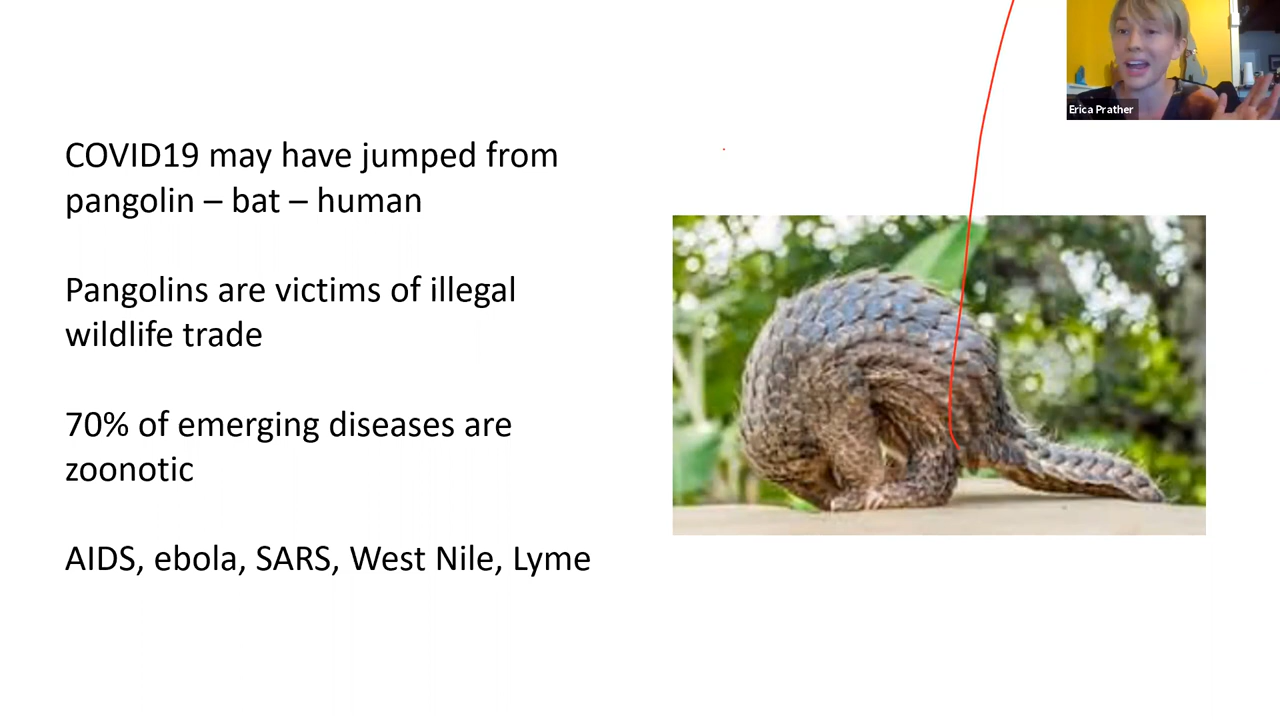 Erica Prather
COVID19 may have jumped from
pangolin – bat – human
Pangolins are victims of illegal
wildlife trade
70% of emerging diseases are
zoonotic
AIDS, ebola, SARS, West Nile, Lyme